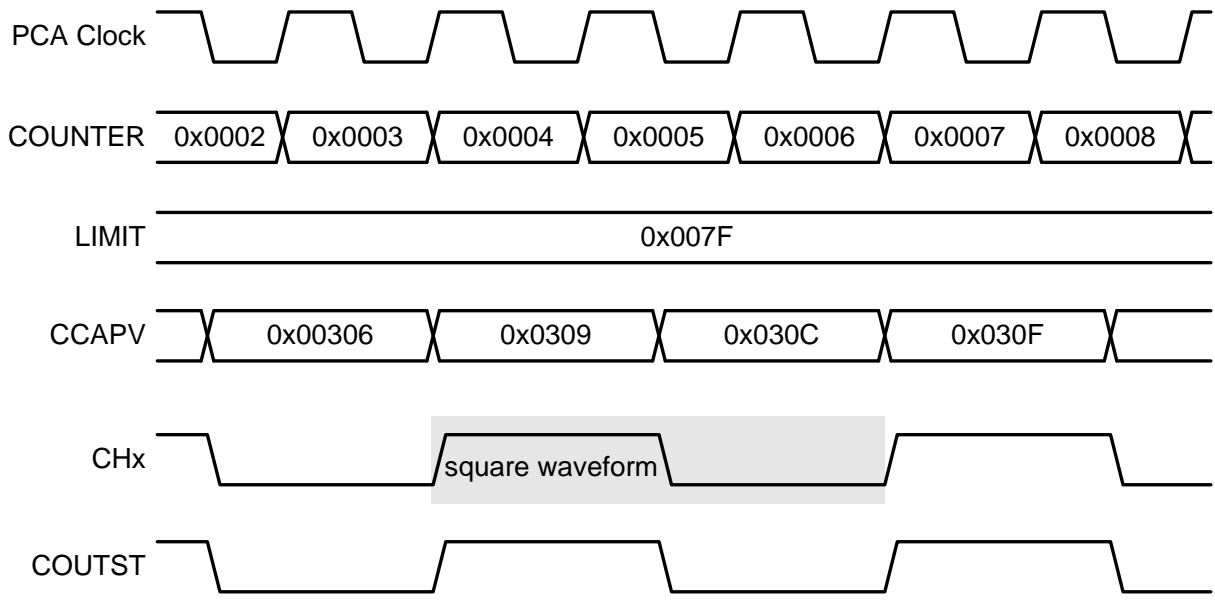 PCA Clock
COUNTER 0x0002 0x0003 0x0004 0x0005 0x0006 0x0007 0x0008
LIMIT 0x007F
CCAPV 0x00306 0x0309 0x030C 0x030F
CHx square waveform
COUTST